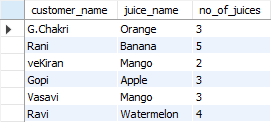 customer_name juice_name no_of_juices
G.Chakri Orange 3
Rani Banana 5
veKiran Mango 2
Gopi Apple 3
Vasavi Mango 3
Ravi Watermelon 4